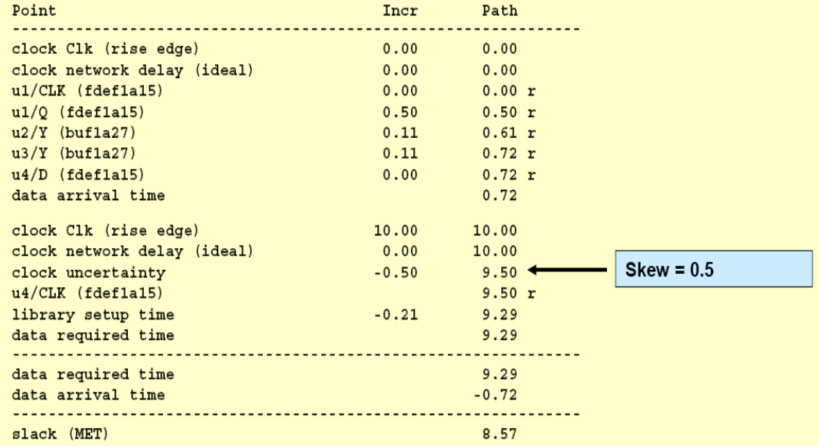 Point Incr Path
------------------------------------------------------------------
clock Clk (rise edge) 0.00 0.00
clock network delay (ideal) 0.00 0.00
u1/CLK (fdef1a15) 0.00 0.00 r
u1/Q (fdef1a15) 0.50 0.50 r
u2/Y (buf1a27) 0.11 0.61 r
u3/Y (buf1a27) 0.11 0.72 r
u4/D (fdef1a15) 0.00 0.72 r
data arrival time 0.72
clock Clk (rise edge) 10.00 10.00
clock network delay (ideal) 0.00 10.00
clock uncertainty -0.50 9.50 Skew = 0.5
u4/CLK (fdef1a15) 9.50 r
library setup time -0.21 9.29
data required time 9.29
------------------------------------------------------------------
data required time 9.29
data arrival time -0.72
------------------------------------------------------------------
slack (MET) 8.57